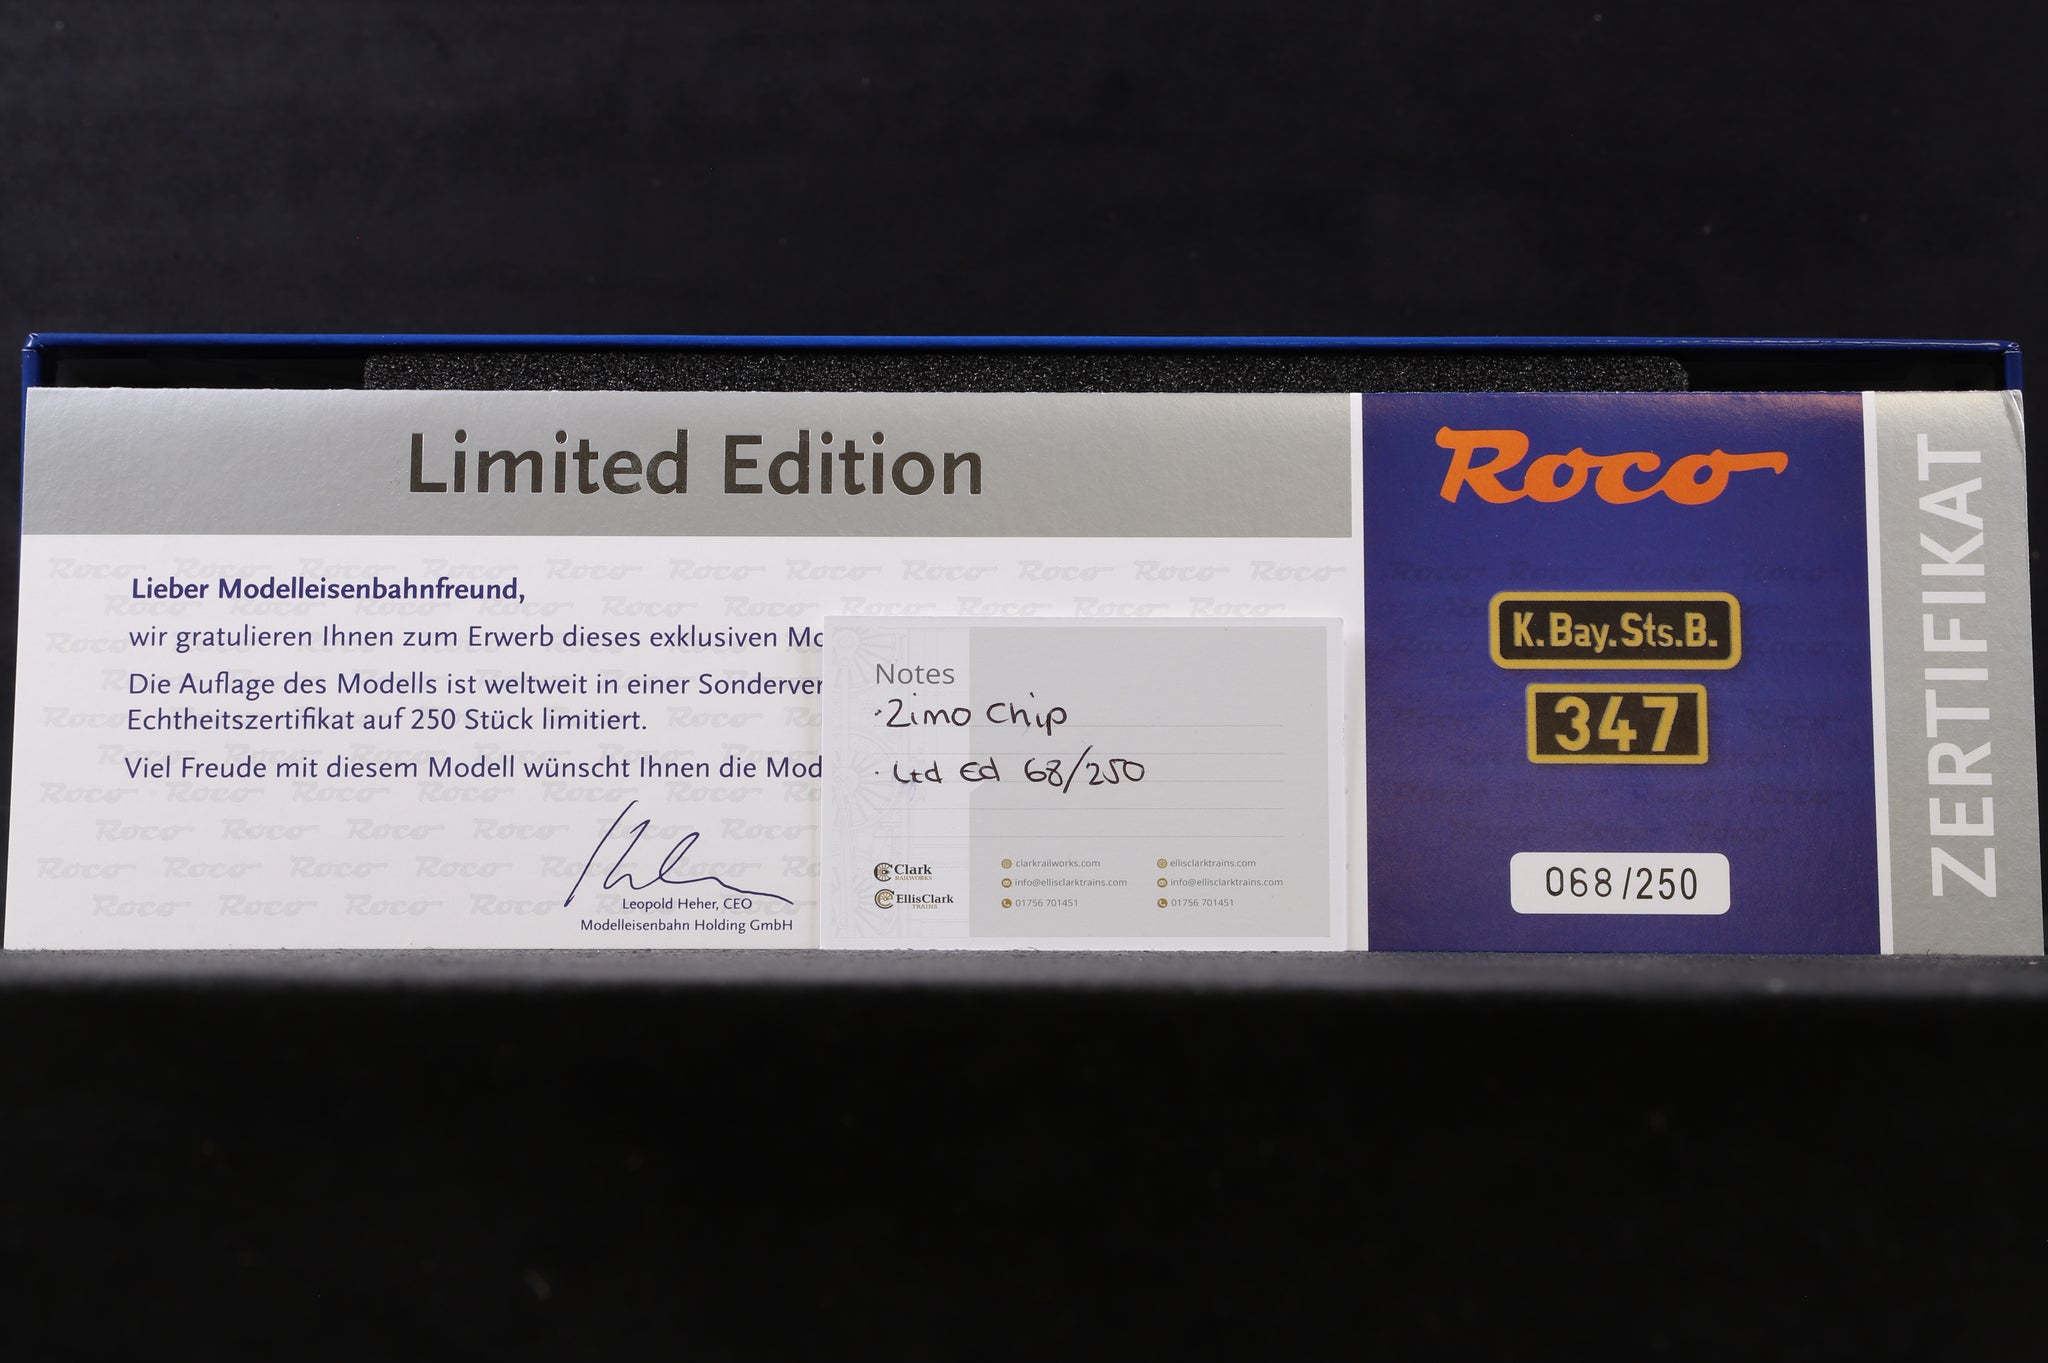 Limited Edition
Lieber Modelleisenbahnfreund,
wir gratulieren Ihnen zum Erwerb dieses exklusiven Mo
Die Auflage des Modells ist weltweit in einer Sonderver
Echtheitszertifikat auf 250 Stück limitiert.
Viel Freude mit diesem Modell wünscht Ihnen die Mod
Leopold Heher, CEO
Modelleisenbahn Holding GmbH
Notes
· Zimo Chip
· Ltd Ed 68/250
Clark
RAILWORKS
EllisClark
TRAINS
clarkrailworks.com
info@ellisclarktrains.com
01756 701451
ellisclarktrains.com
info@ellisclarktrains.com
01756 701451
Roco
K.Bay.Sts.B.
347
068/250
ZERTIFIKAT